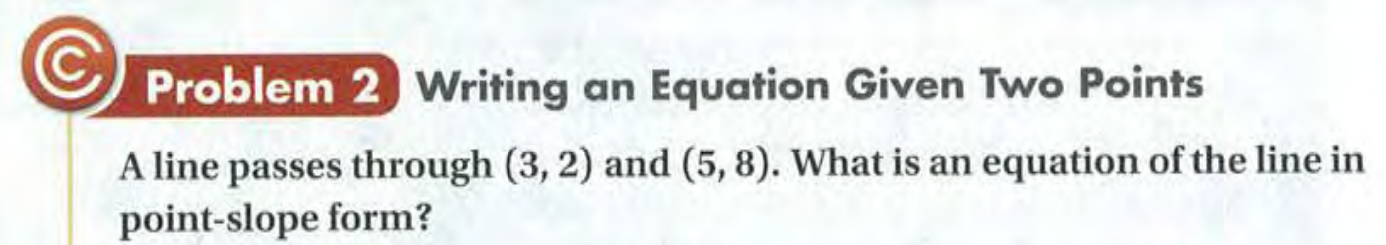 © Problem 2 Writing an Equation Given Two Points
A line passes through (3, 2) and (5, 8). What is an equation of the line in
point-slope form?